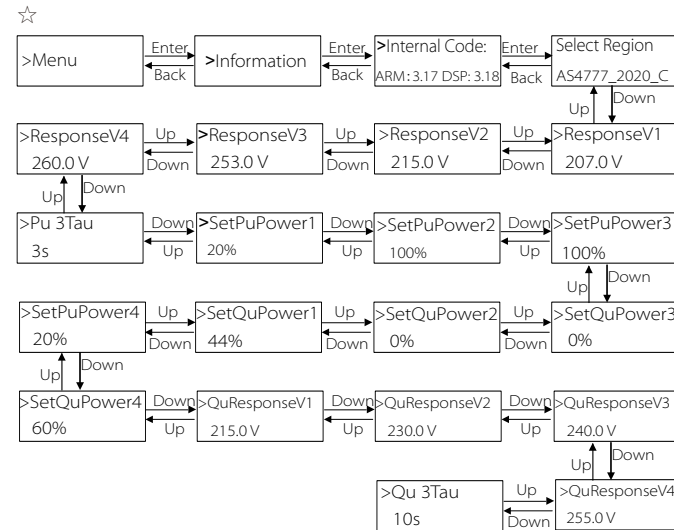 ☆
>Menu
Enter
Back
>Information
Enter
Back
>Internal Code:
ARM: 3.17 DSP: 3.18
Enter
Back
Select Region
AS4777_2020_C
Up
Down
>ResponseV4
260.0 V
Up
Down
>ResponseV3
253.0 V
Up
Down
>ResponseV2
215.0 V
Up
Down
>ResponseV1
207.0 V
Up
Down
>Pu 3Tau
3s
Down
Up
>SetPuPower1
20%
Down
Up
>SetPuPower2
100%
Down
Up
>SetPuPower3
100%
Up
Down
>SetPuPower4
20%
Up
Down
>SetQuPower1
44%
Up
Down
>SetQuPower2
0%
Up
Down
>SetQuPower3
0%
Up
Down
>SetQuPower4
60%
Down
Up
>QuResponseV1
215.0 V
Down
Up
>QuResponseV2
230.0 V
Down
Up
>QuResponseV3
240.0 V
Up
Down
>Qu 3Tau
10s
Up
Down
>QuResponseV4
255.0 V